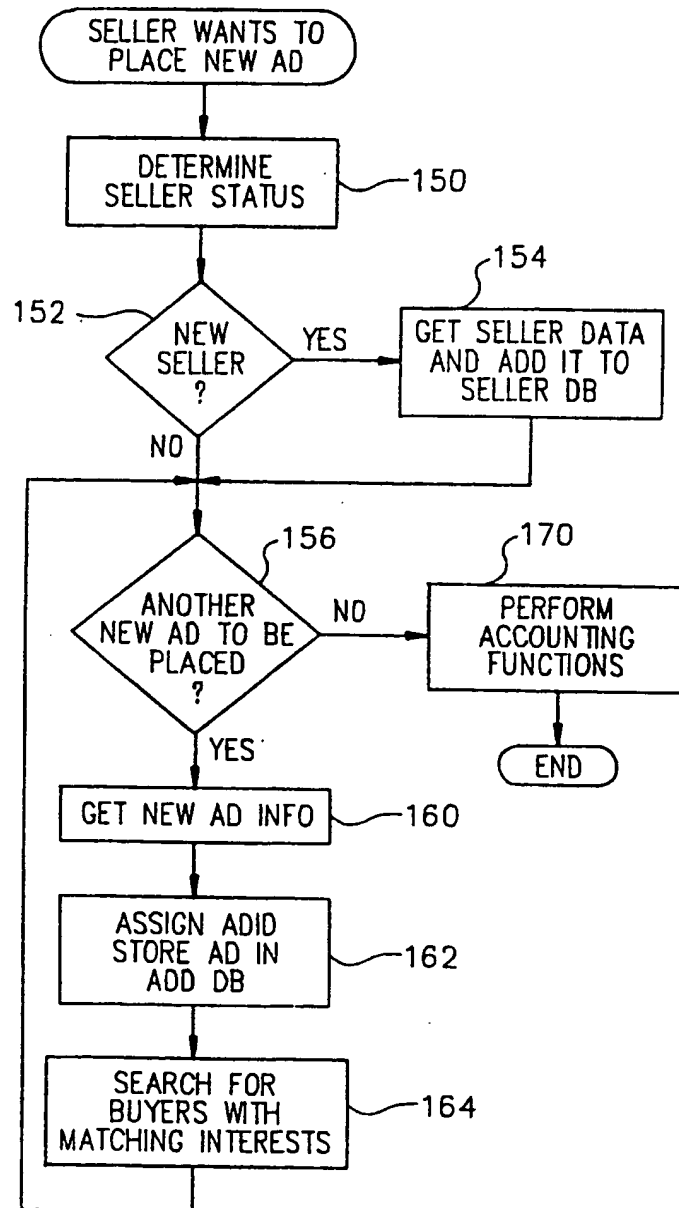 SELLER WANTS TO
PLACE NEW AD
DETERMINE
SELLER STATUS
150
152
NEW
SELLER
?
YES
NO
154
GET SELLER DATA
AND ADD IT TO
SELLER DB
156
ANOTHER
NEW AD TO BE
PLACED
?
NO
YES
170
PERFORM
ACCOUNTING
FUNCTIONS
END
GET NEW AD INFO
160
ASSIGN ADID
STORE AD IN
ADD DB
162
SEARCH FOR
BUYERS WITH
MATCHING INTERESTS
164